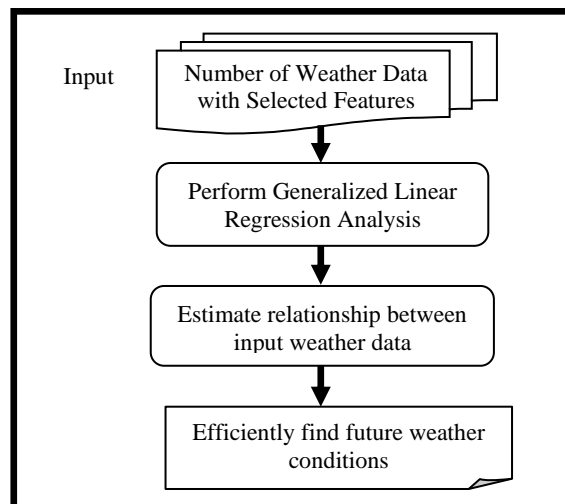 Input
Number of Weather Data
with Selected Features
Perform Generalized Linear
Regression Analysis
Estimate relationship between
input weather data
Efficiently find future weather
conditions